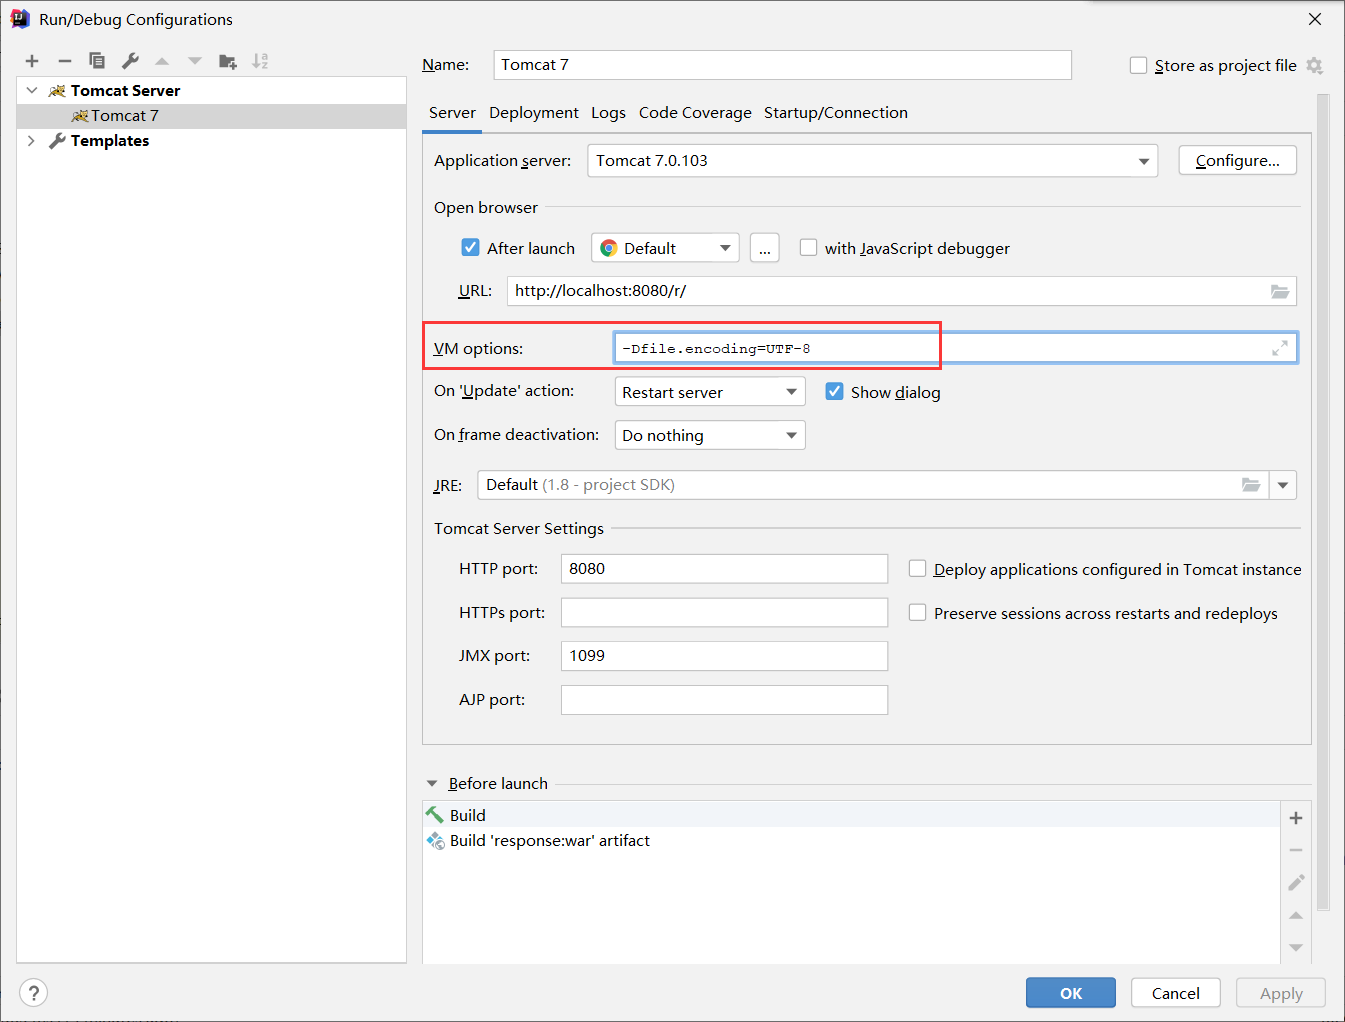 Run/Debug Configurations
Name: Tomcat 7 Store as project file
Tomcat Server
Tomcat 7
Templates
Server Deployment Logs Code Coverage Startup/Connection
Application server: Tomcat 7.0.103 Configure...
Open browser
After launch Default ... with JavaScript debugger
URL: http://localhost:8080/r/
VM options: -Dfile.encoding=UTF-8
On 'Update' action: Restart server Show dialog
On frame deactivation: Do nothing
JRE: Default (1.8 - project SDK)
Tomcat Server Settings
HTTP port: 8080 Deploy applications configured in Tomcat instance
HTTPs port: Preserve sessions across restarts and redeploys
JMX port: 1099
AJP port:
Before launch
Build
Build 'response:war' artifact
? OK Cancel Apply